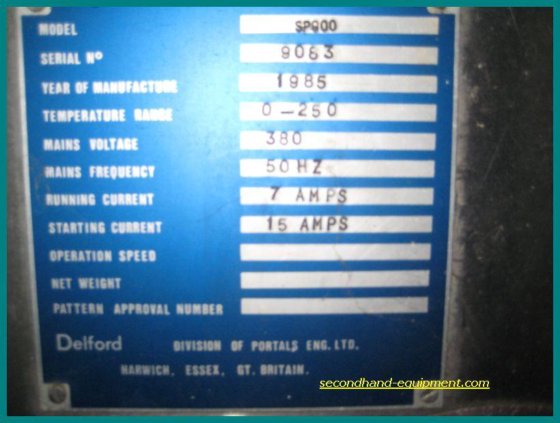 MODEL SP900
SERIAL Nº 9063
YEAR OF MANUFACTURE 1985
TEMPERATURE RANGE 0-250
MAINS VOLTAGE 380
MAINS FREQUENCY 50 HZ
RUNNING CURRENT 7 AMPS
STARTING CURRENT 15 AMPS
OPERATION SPEED
NET WEIGHT
PATTERN APPROVAL NUMBER
Delford DIVISION OF PORTALS ENG. LTD.
HARWICH, ESSEX, GT. BRITAIN.
secondhand-equipment.com